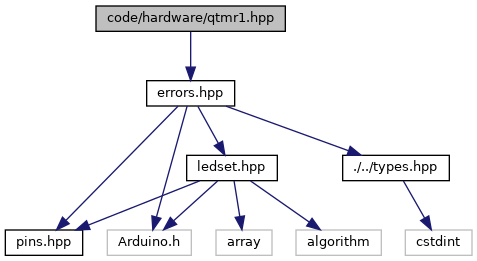 code/hardware/qtmr1.hpp
errors.hpp
ledset.hpp
./../types.hpp
pins.hpp
Arduino.h
array
algorithm
cstdint